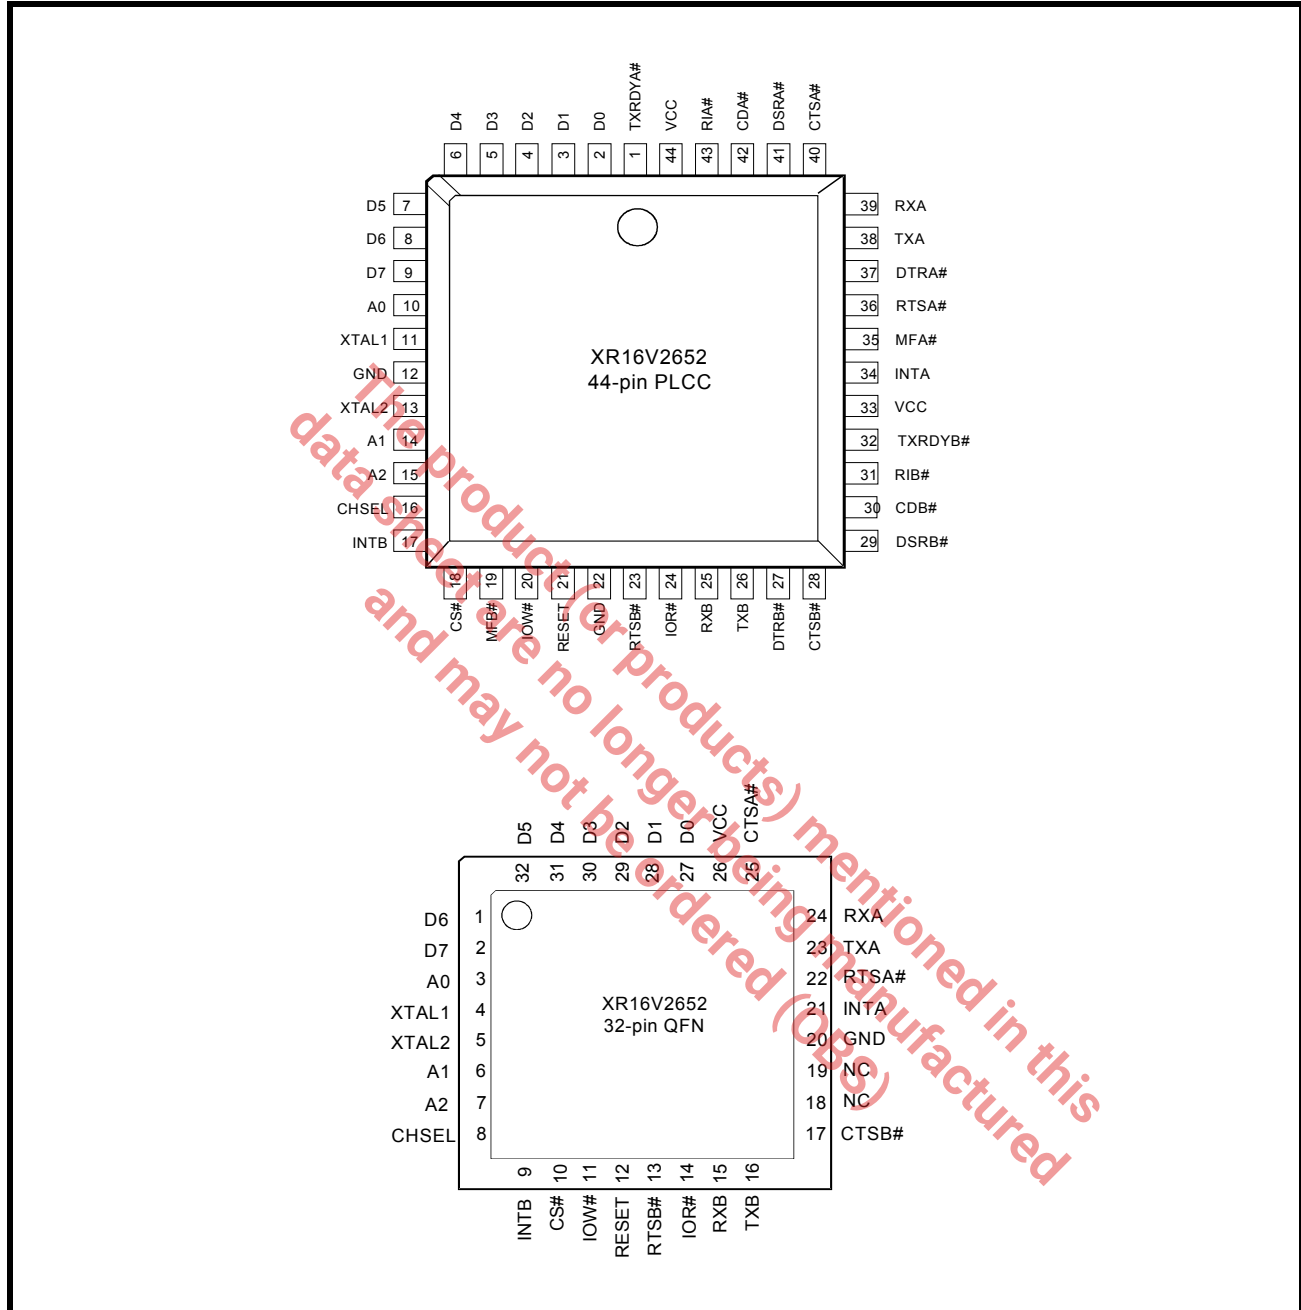 D4 D3 D2 D1 D0 TXRDYA# VCC RIA# CDA# DSRA# CTSA#
6 5 4 3 2 1 44 43 42 41 40
D5 7
D6 8
D7 9
A0 10
XTAL1 11
GND 12
XTAL2 13
A1 14
A2 15
CHSEL 16
INTB 17
XR16V2652
44-pin PLCC
39 RXA
38 TXA
37 DTRA#
36 RTSA#
35 MFA#
34 INTA
33 VCC
32 TXRDYB#
31 RIB#
30 CDB#
29 DSRB#
18 19 20 21 22 23 24 25 26 27 28
CS# MFB# IOW# RESET GND RTSB# IOR# RXB TXB DTRB# CTSB#
The product (or products) mentioned in this
data sheet are no longer being manufactured
and may not be ordered (OBS)
D5 D4 D3 D2 D1 D0 VCC CTSA#
32 31 30 29 28 27 26 25
D6 1
D7 2
A0 3
XTAL1 4
XTAL2 5
A1 6
A2 7
CHSEL 8
XR16V2652
32-pin QFN
24 RXA
23 TXA
22 RTSA#
21 INTA
20 GND
19 NC
18 NC
17 CTSB#
9 10 11 12 13 14 15 16
INTB CS# IOW# RESET RTSB# IOR# RXB TXB